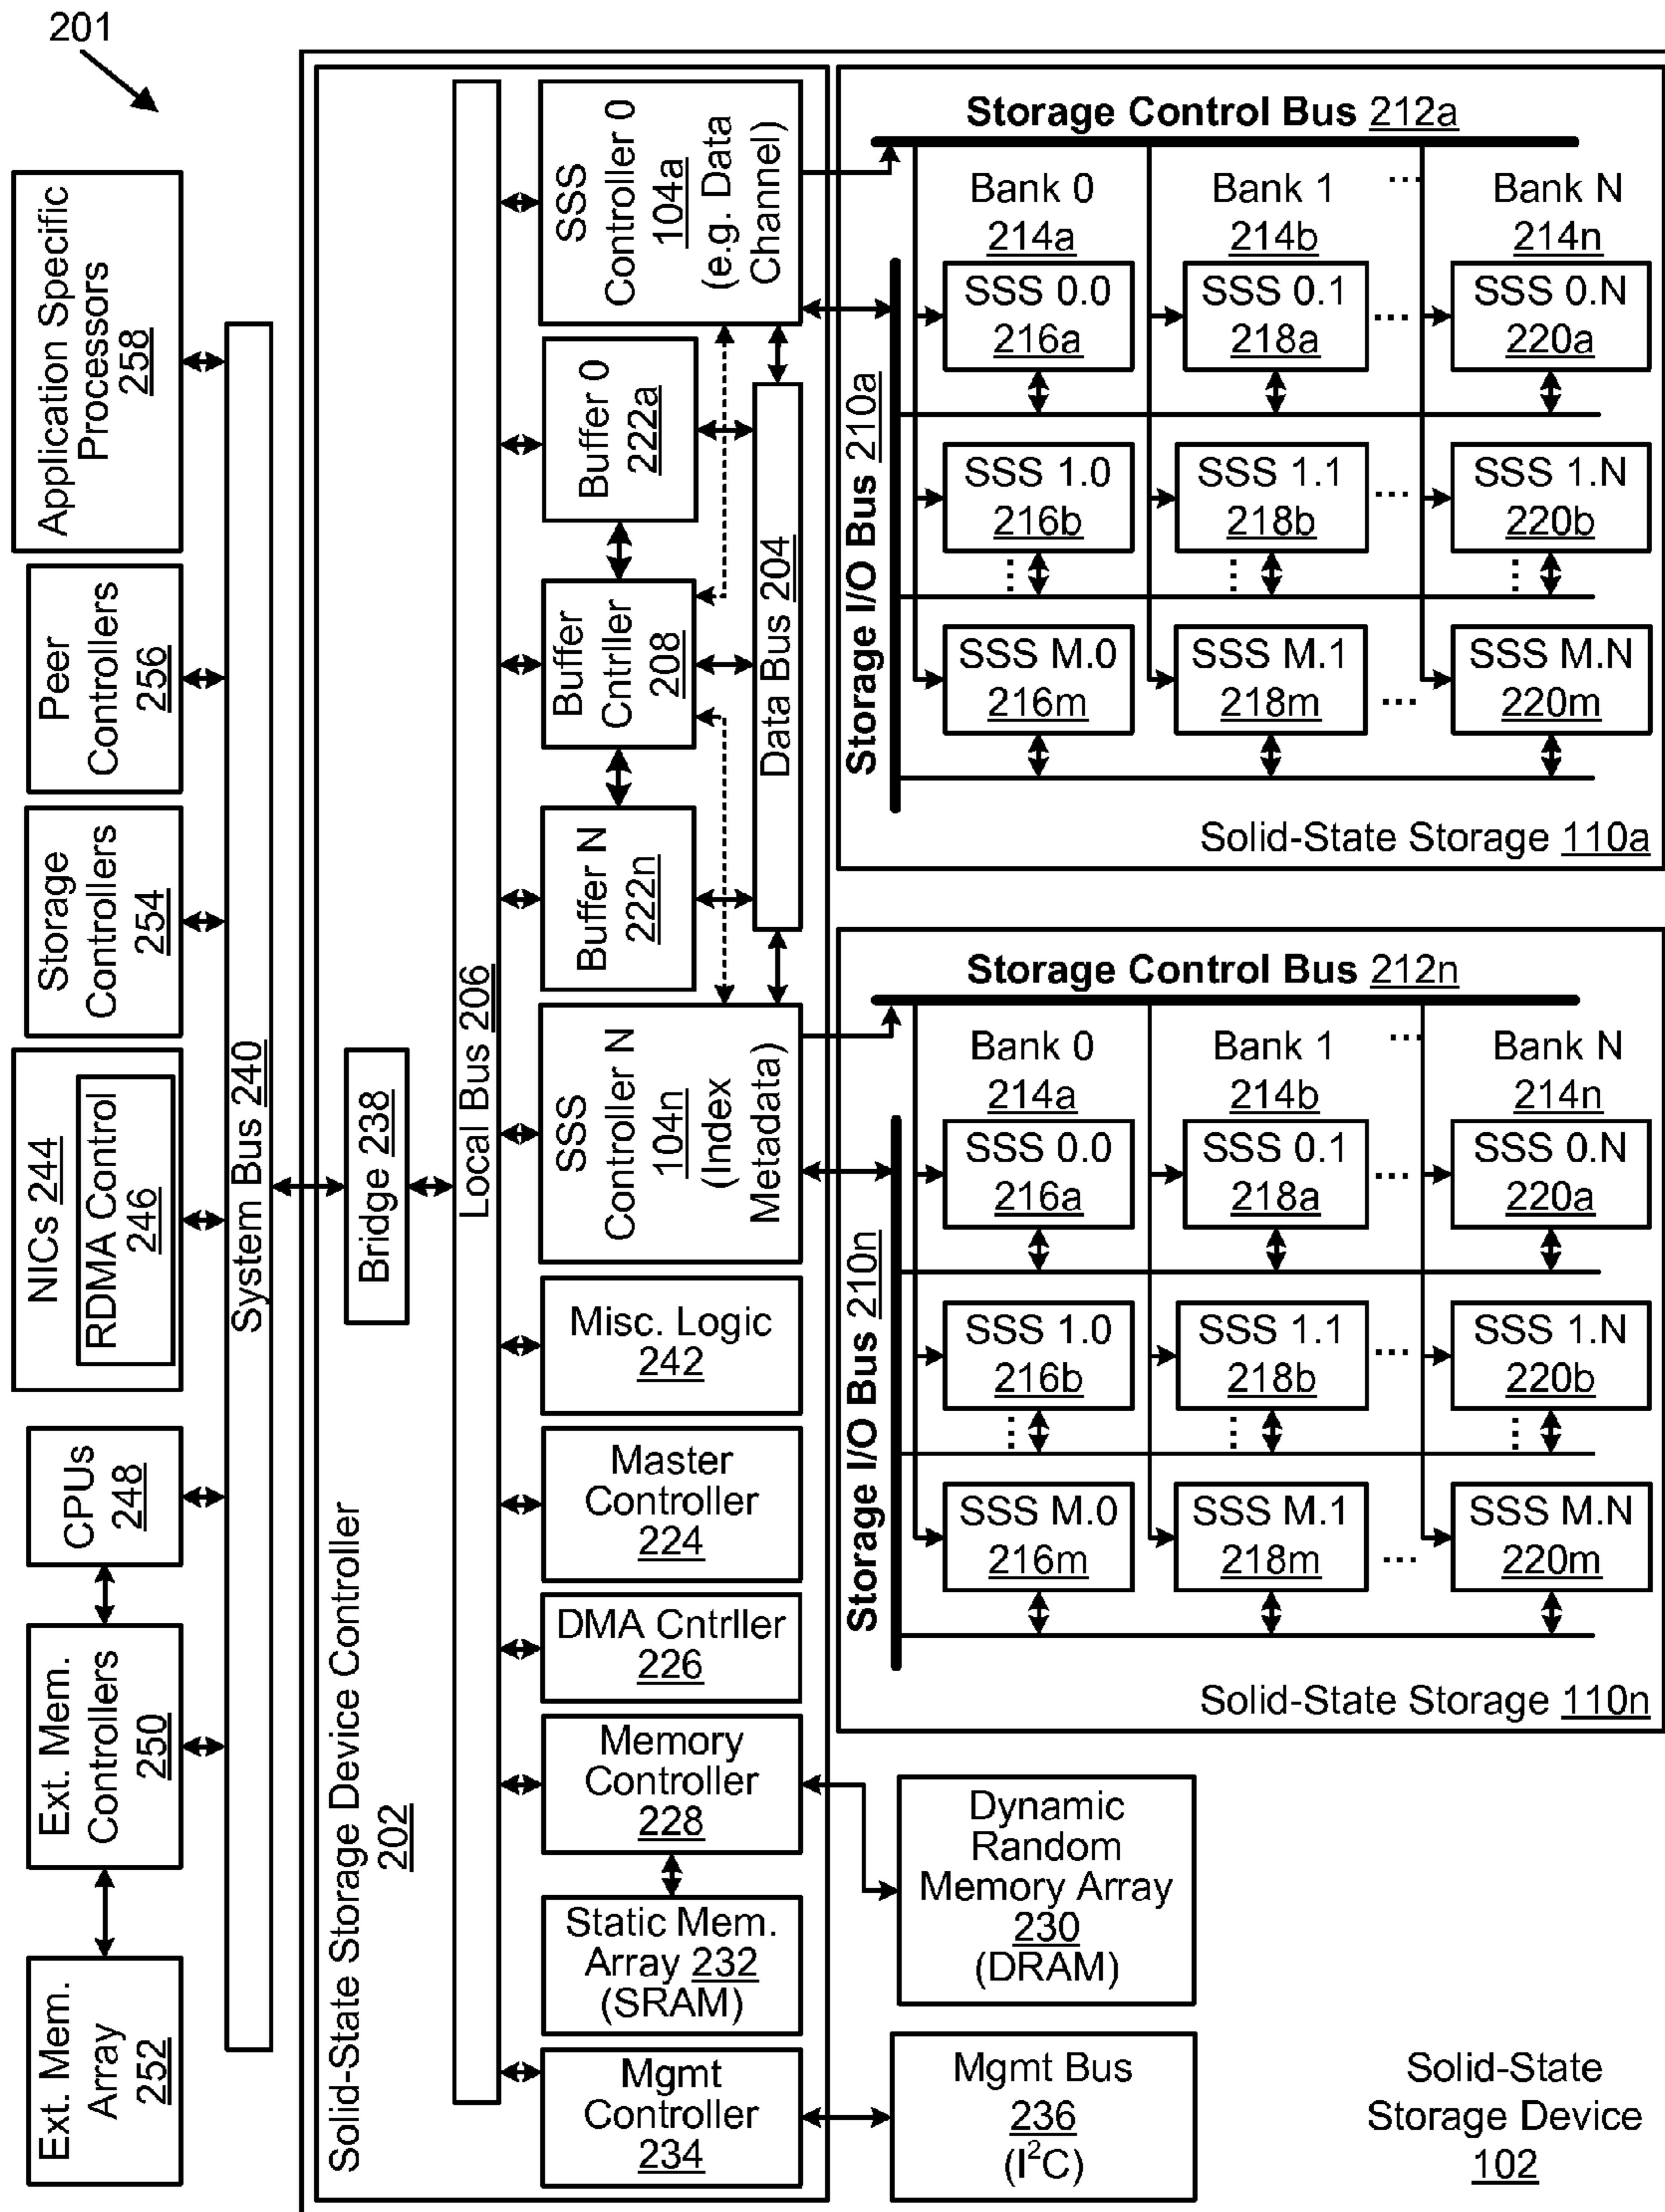 201
Application Specific
Processors
258
Peer
Controllers
256
Storage
Controllers
254
NICs 244
RDMA Control
246
CPUs
248
Ext. Mem.
Controllers
250
Ext. Mem.
Array
252
System Bus 240
Bridge 238
Solid-State Storage Device Controller
202
Local Bus 206
SSS
Controller 0
104a
(e.g. Data
Channel)
Buffer 0
222a
Buffer
Cntrller
208
Buffer N
222n
Data Bus 204
SSS
Controller N
104n
(Index
Metadata)
Misc. Logic
242
Master
Controller
224
DMA Cntrller
226
Memory
Controller
228
Static Mem.
Array 232
(SRAM)
Mgmt
Controller
234
Storage Control Bus 212a
Bank 0
214a
Bank 1
214b
...
Bank N
214n
Storage I/O Bus 210a
SSS 0.0
216a
SSS 0.1
218a
...
SSS 0.N
220a
SSS 1.0
216b
SSS 1.1
218b
...
SSS 1.N
220b
...
...
...
SSS M.0
216m
SSS M.1
218m
...
SSS M.N
220m
Solid-State Storage 110a
Storage Control Bus 212n
Bank 0
214a
Bank 1
214b
...
Bank N
214n
Storage I/O Bus 210n
SSS 0.0
216a
SSS 0.1
218a
...
SSS 0.N
220a
SSS 1.0
216b
SSS 1.1
218b
...
SSS 1.N
220b
...
...
...
SSS M.0
216m
SSS M.1
218m
...
SSS M.N
220m
Solid-State Storage 110n
Dynamic
Random
Memory Array
230
(DRAM)
Mgmt Bus
236
(I²C)
Solid-State
Storage Device
102